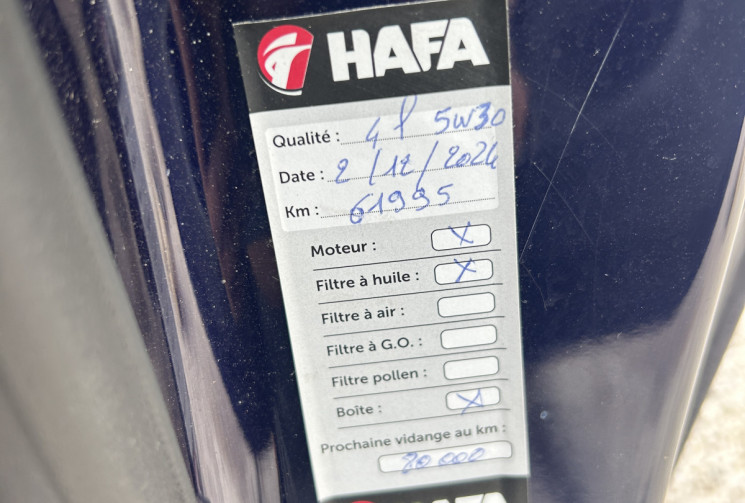 HAFA
Qualité : 4 l 5W30
Date : 2/12/2024
Km : 61995
Moteur : X
Filtre à huile : X
Filtre à air :
Filtre à G.O. :
Filtre pollen :
Boîte : X
Prochaine vidange au km :
80 000